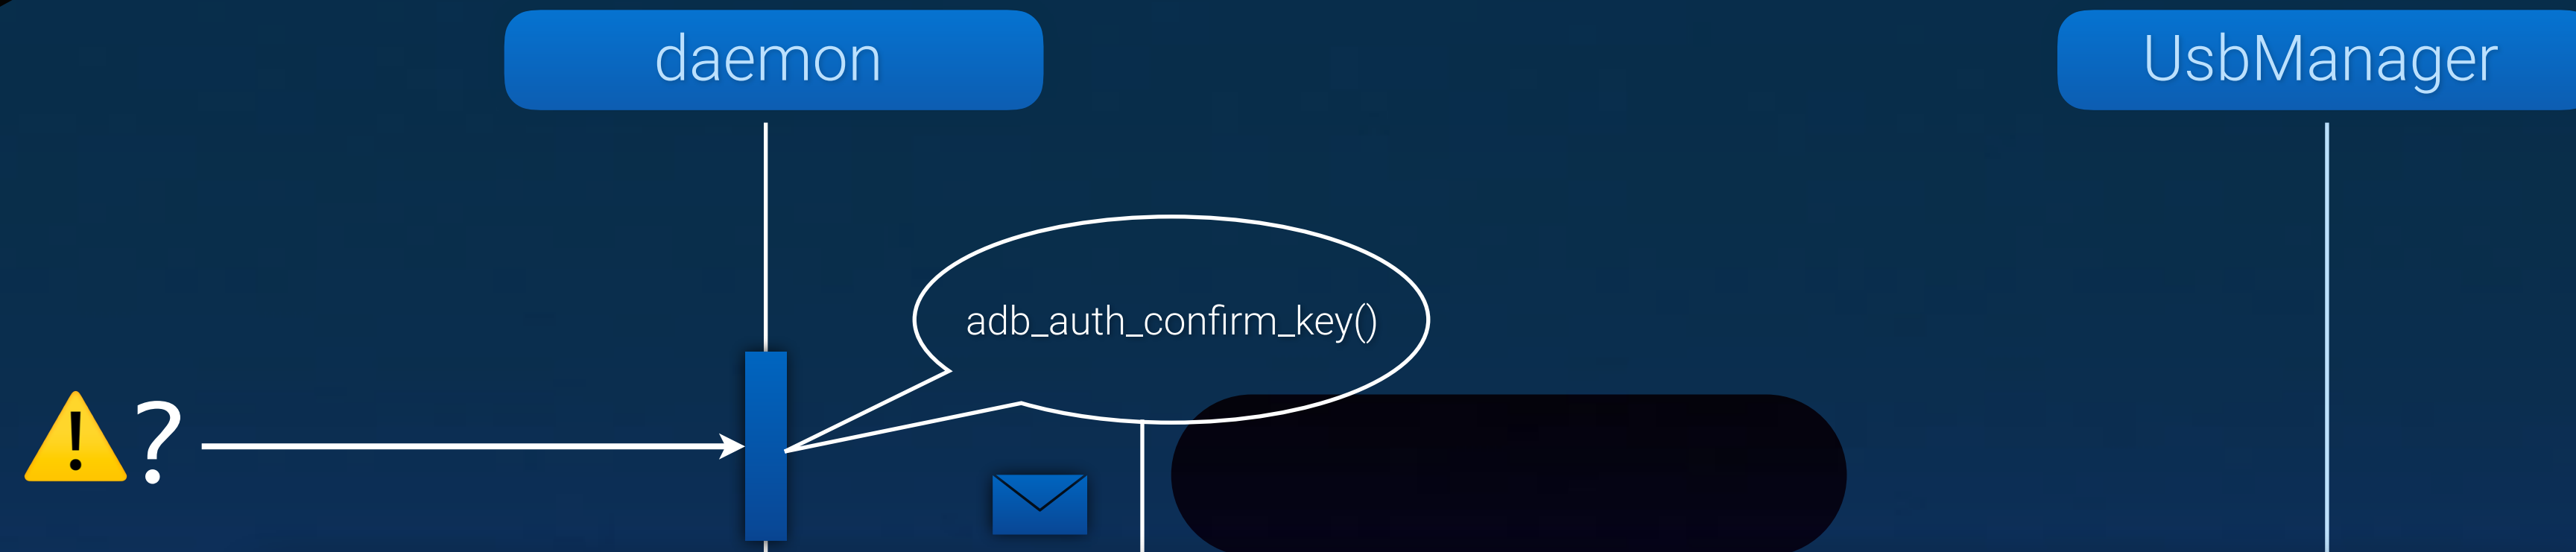 daemon
UsbManager
adb_auth_confirm_key()
⚠️?